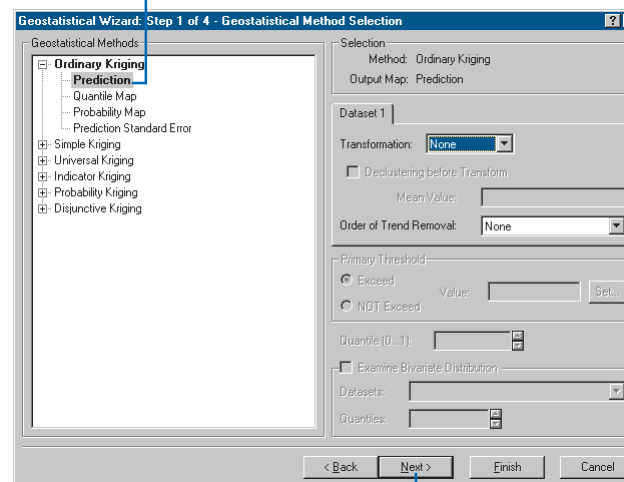 Geostatistical Wizard: Step 1 of 4 - Geostatistical Method Selection
Geostatistical Methods
Ordinary Kriging
Prediction
Quantile Map
Probability Map
Prediction Standard Error
Simple Kriging
Universal Kriging
Indicator Kriging
Probability Kriging
Disjunctive Kriging
Selection
Method: Ordinary Kriging
Output Map: Prediction
Dataset 1
Transformation: None
Declustering before Transform
Mean Value:
Order of Trend Removal: None
Primary Threshold
Exceed
Value:
Set...
NOT Exceed
Quantile (0...1):
Examine Bivariate Distribution
Datasets:
Quantiles:
< Back Next > Finish Cancel